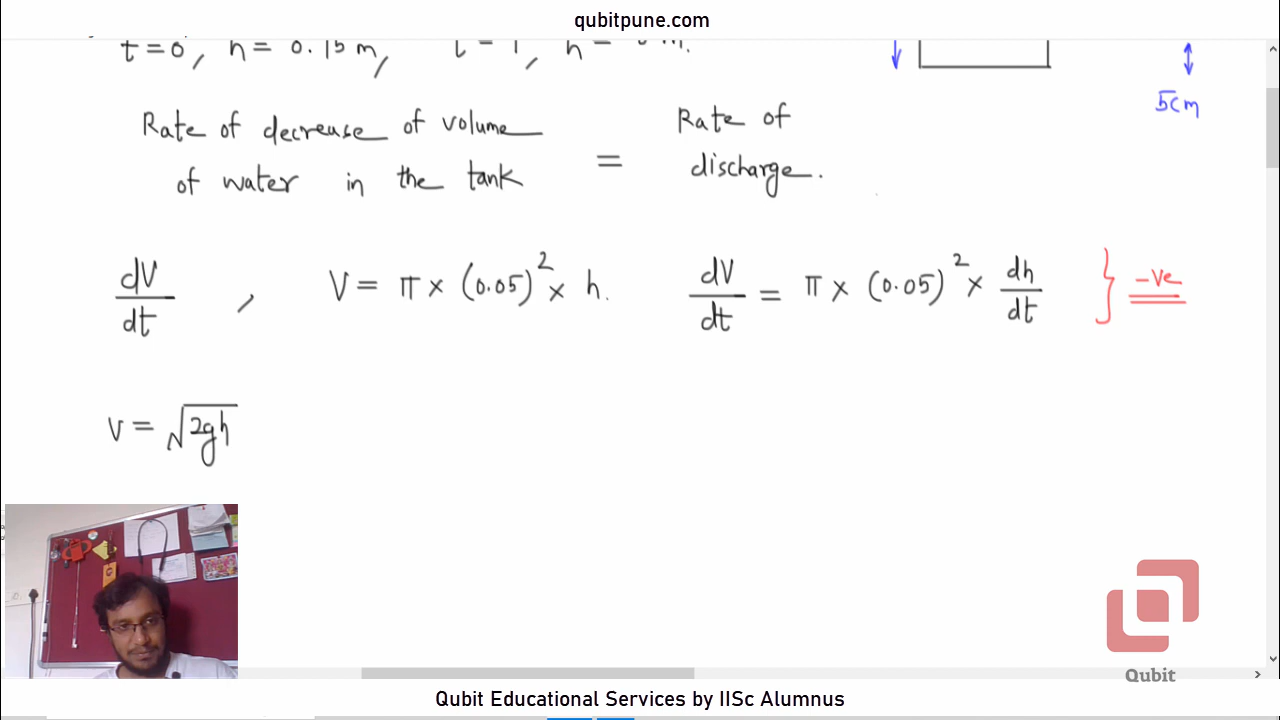 qubitpune.com
t = 0, h = 0.15 m,
5cm
Rate of decrease of volume
of water in the tank
=
Rate of
discharge.
dV/dt , V = π × (0.05)² × h. dV/dt = π × (0.05)² × dh/dt } -ve
v = √2gh
Qubit
Qubit Educational Services by IISc Alumnus